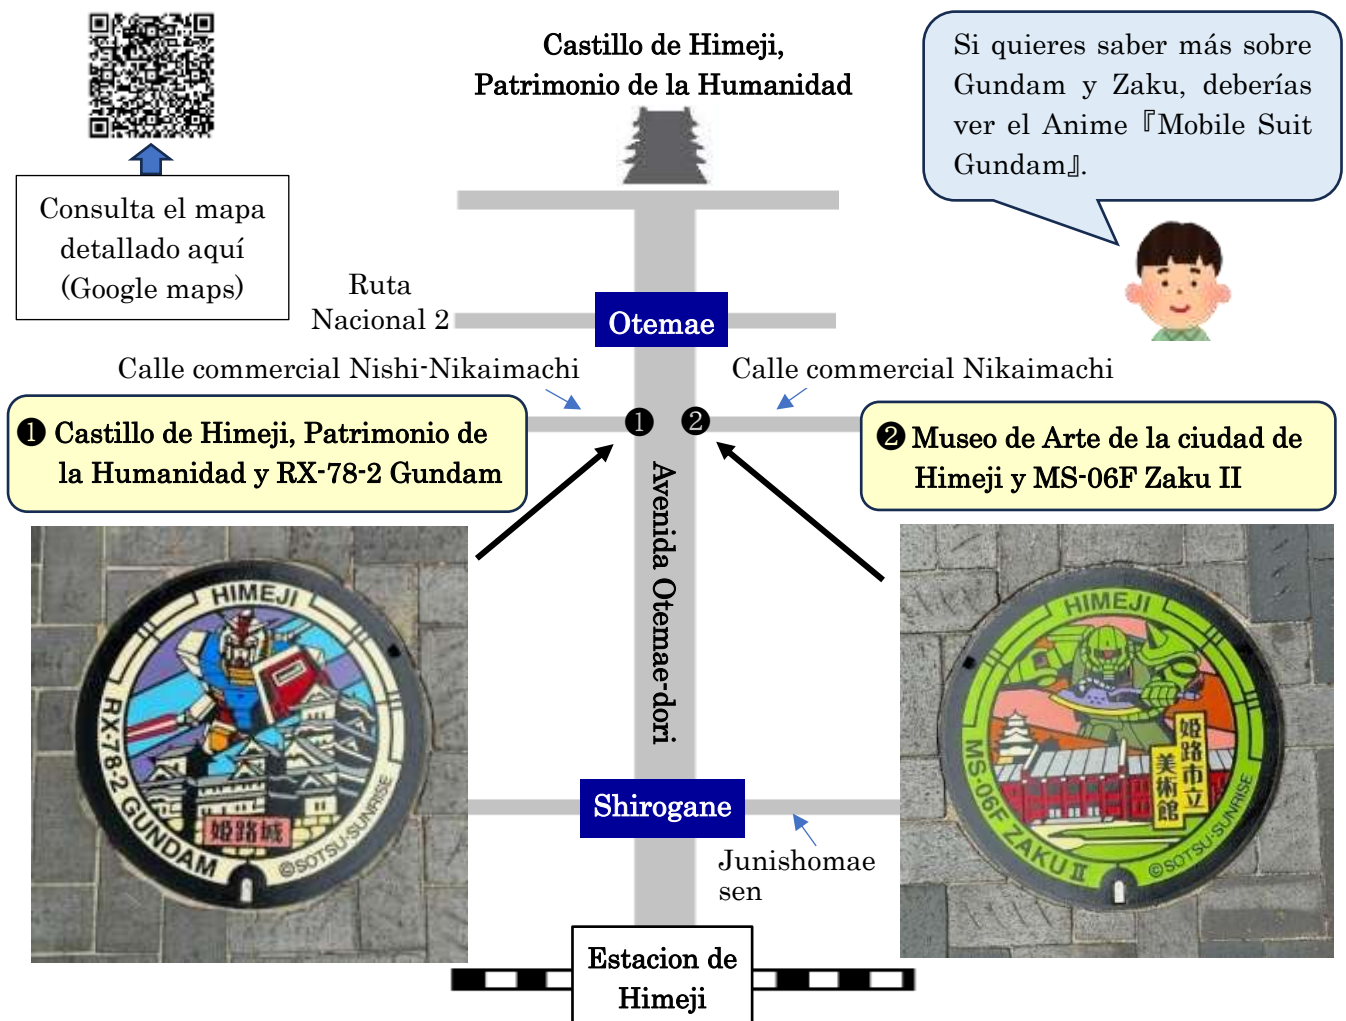 Castillo de Himeji,
Patrimonio de la Humanidad
Si quieres saber más sobre
Gundam y Zaku, deberías
ver el Anime『Mobile Suit
Gundam』.
Consulta el mapa
detallado aquí
(Google maps)
Ruta
Nacional 2
Otemae
Calle commercial Nishi-Nikaimachi
Calle commercial Nikaimachi
❶ Castillo de Himeji, Patrimonio de
la Humanidad y RX-78-2 Gundam
❶
❷
❷ Museo de Arte de la ciudad de
Himeji y MS-06F Zaku II
Avenida Otemae-dori
HIMEJI
RX-78-2 GUNDAM
姫路城
©SOTSU·SUNRISE
HIMEJI
MS-06F ZAKU II
姫路市立
美術館
©SOTSU·SUNRISE
Shirogane
Junishomae
sen
Estacion de
Himeji